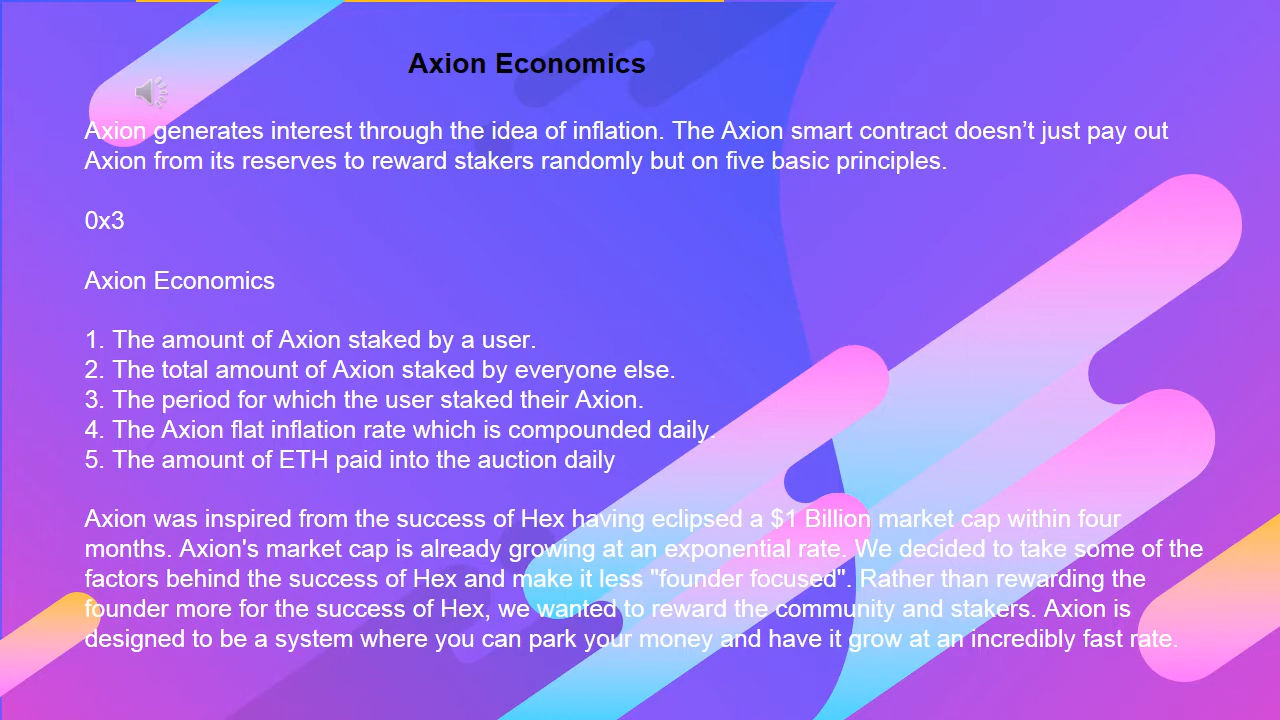 Axion Economics
Axion generates interest through the idea of inflation. The Axion smart contract doesn’t just pay out
Axion from its reserves to reward stakers randomly but on five basic principles.
0x3
Axion Economics
1. The amount of Axion staked by a user.
2. The total amount of Axion staked by everyone else.
3. The period for which the user staked their Axion.
4. The Axion flat inflation rate which is compounded daily.
5. The amount of ETH paid into the auction daily
Axion was inspired from the success of Hex having eclipsed a $1 Billion market cap within four
months. Axion's market cap is already growing at an exponential rate. We decided to take some of the
factors behind the success of Hex and make it less "founder focused". Rather than rewarding the
founder more for the success of Hex, we wanted to reward the community and stakers. Axion is
designed to be a system where you can park your money and have it grow at an incredibly fast rate.